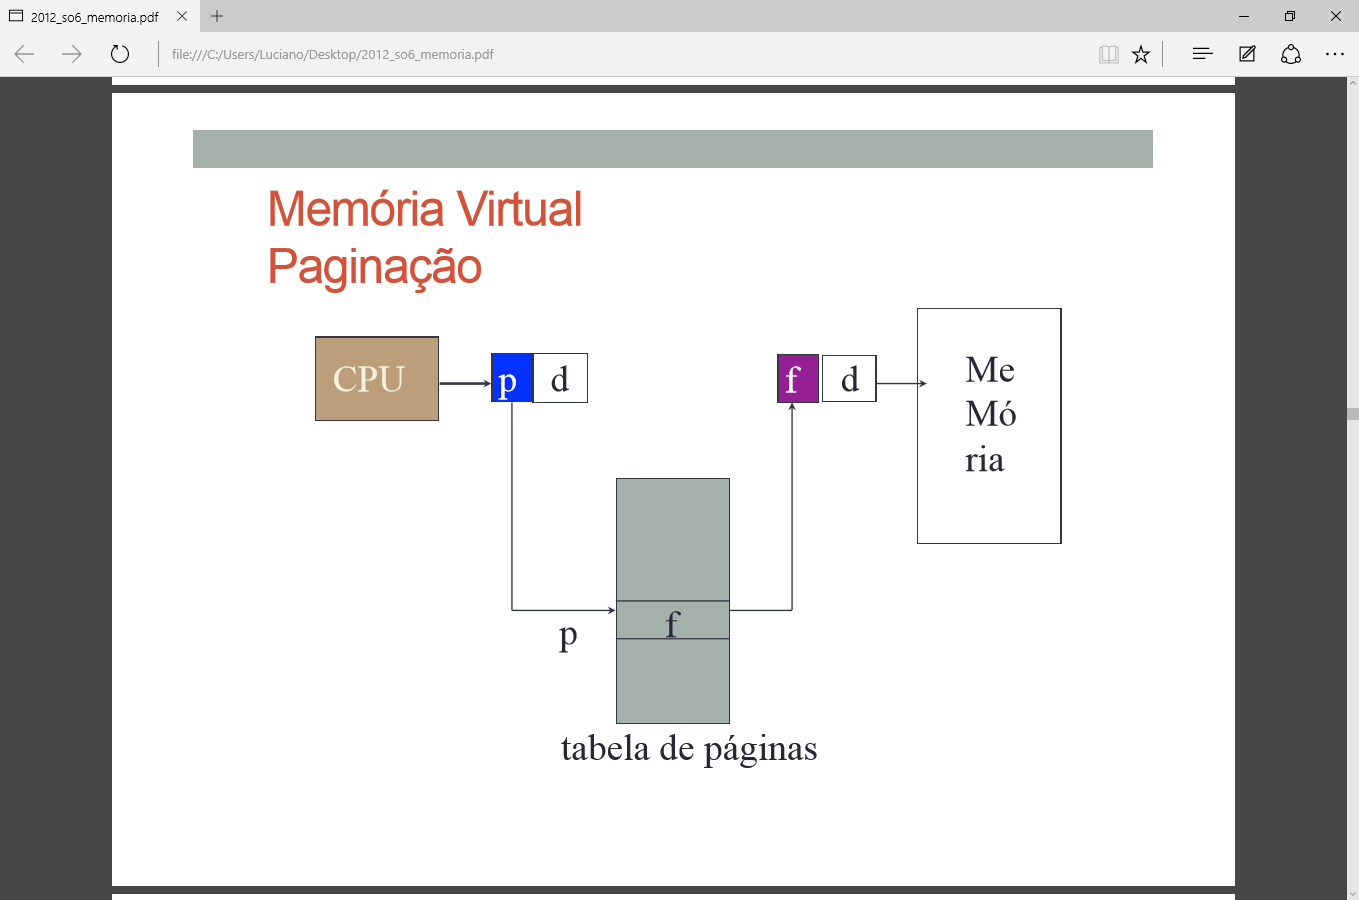 2012_so6_memoria.pdf
file:///C:/Users/Luciano/Desktop/2012_so6_memoria.pdf
Memória Virtual
Paginação
CPU
p d
f d
Me
Mó
ria
f
p
tabela de páginas